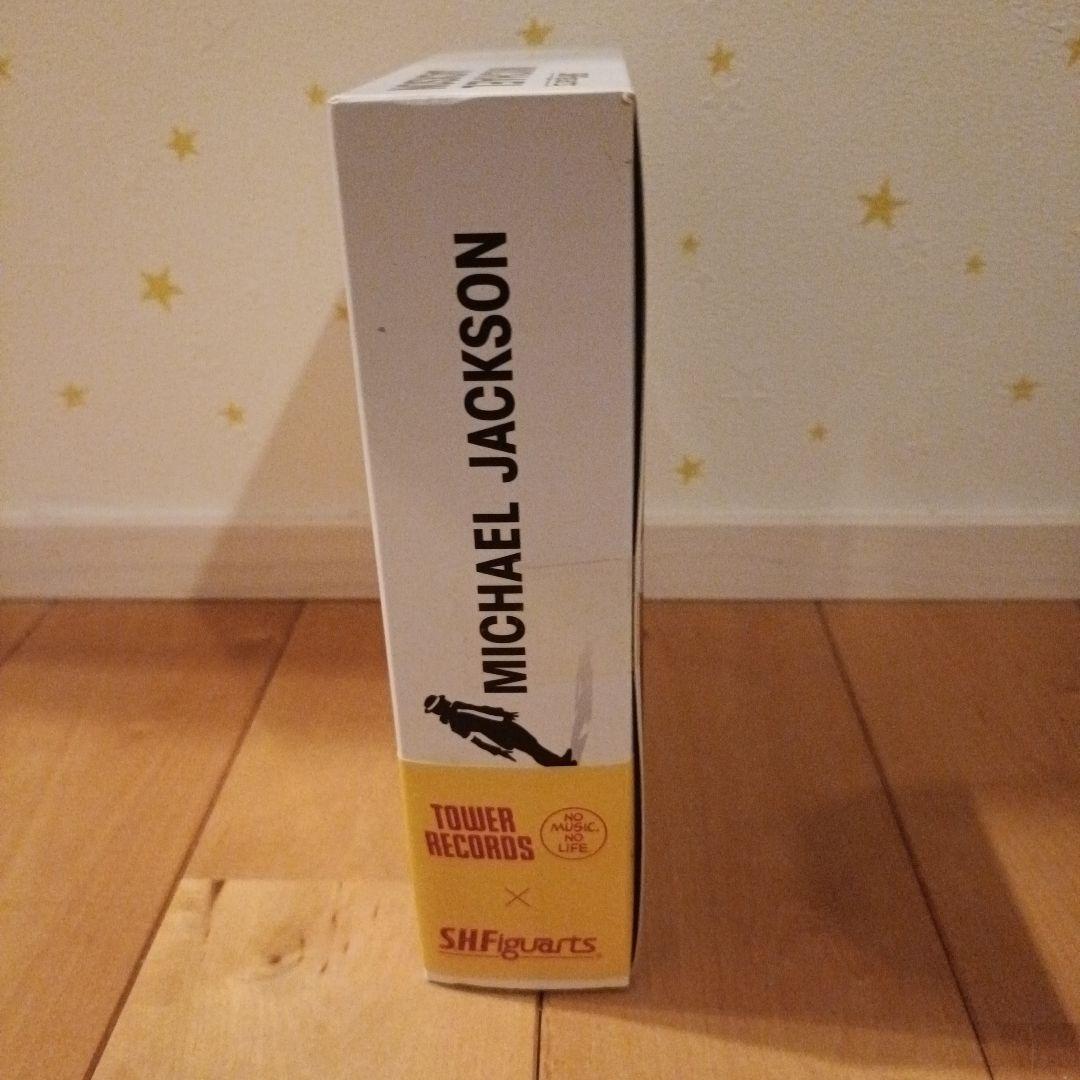 MICHAEL JACKSON
TOWER
RECORDS
NO
MUSIC,
NO
LIFE.
×
S.H.Figuarts